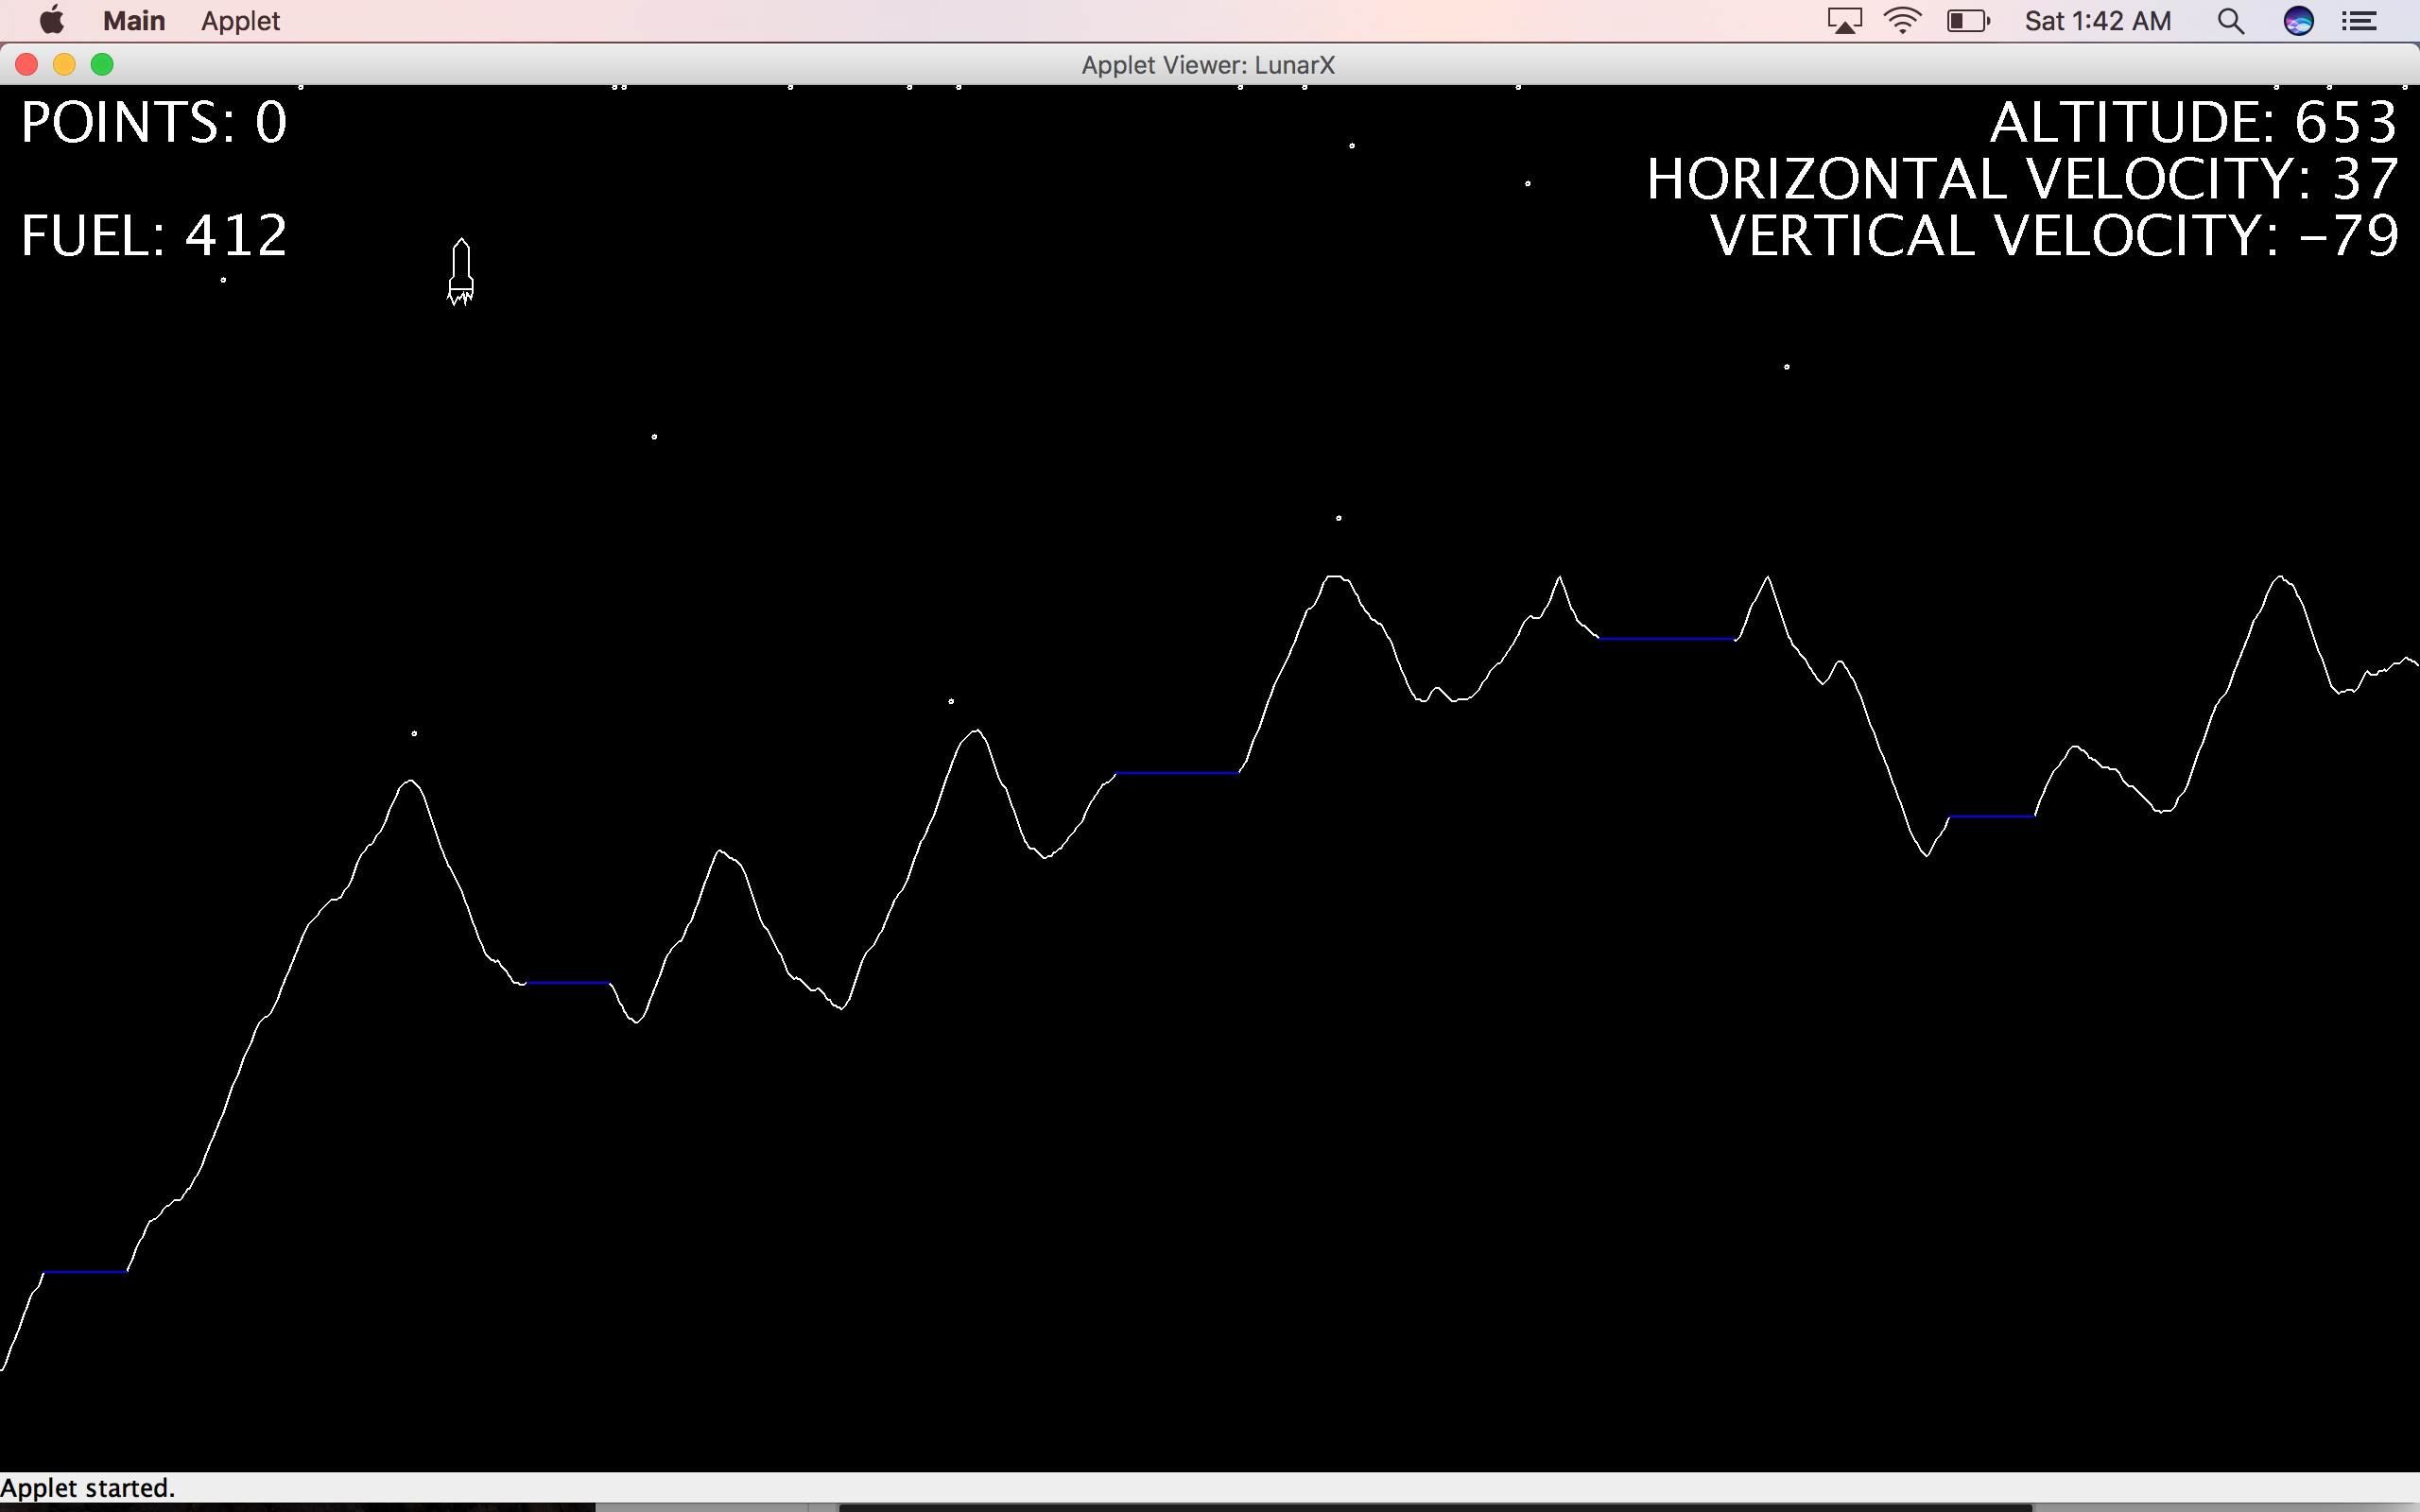 Main Applet Sat 1:42 AM
Applet Viewer: LunarX
POINTS: 0
FUEL: 412
ALTITUDE: 653
HORIZONTAL VELOCITY: 37
VERTICAL VELOCITY: -79
Applet started.